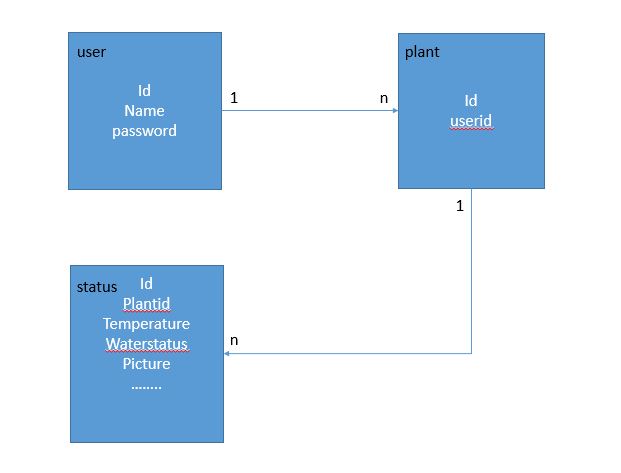 user
Id
Name
password
1
n
plant
Id
userid
1
status
Id
Plantid
Temperature
Waterstatus
Picture
........
n